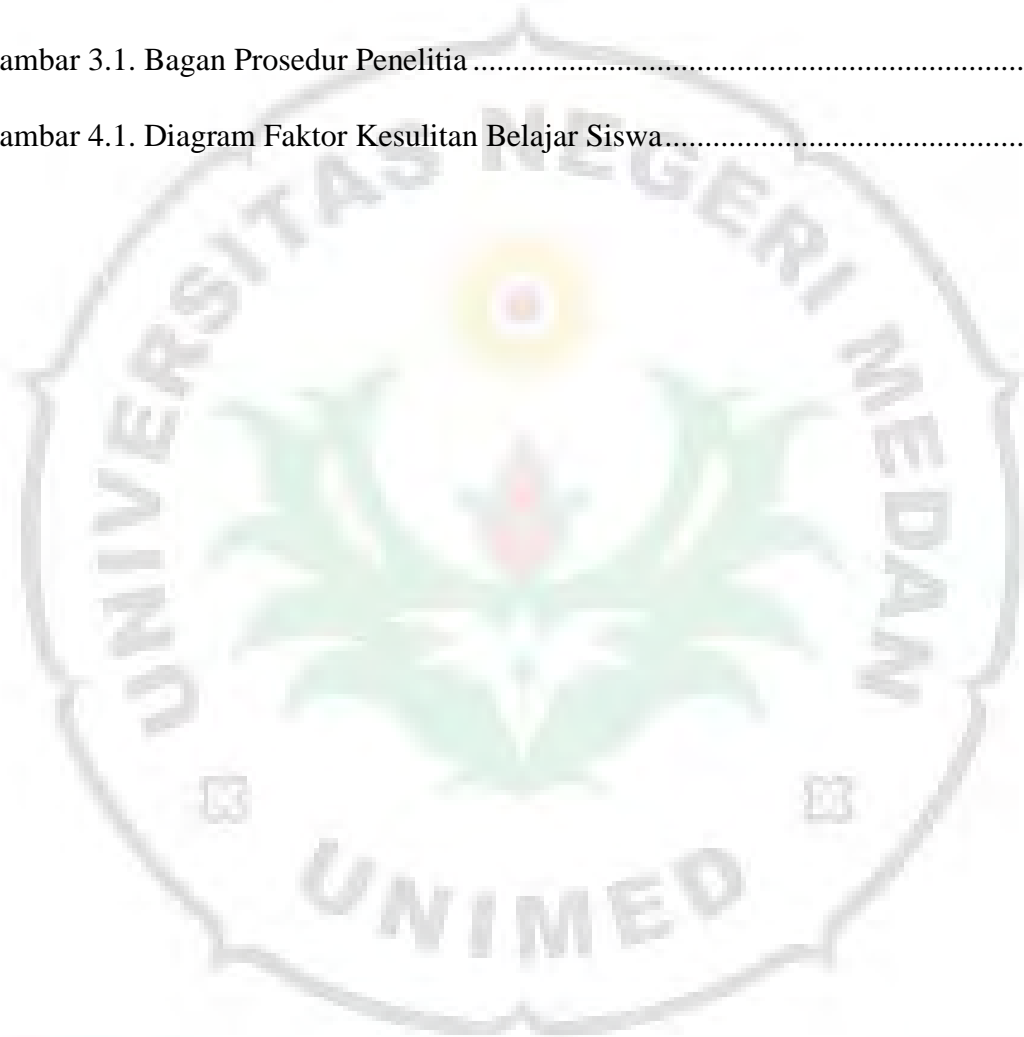 ambar 3.1. Bagan Prosedur Penelitia ....................................................................
ambar 4.1. Diagram Faktor Kesulitan Belajar Siswa............................................
UNIVERSITAS NEGERI MEDAN
UNIMED